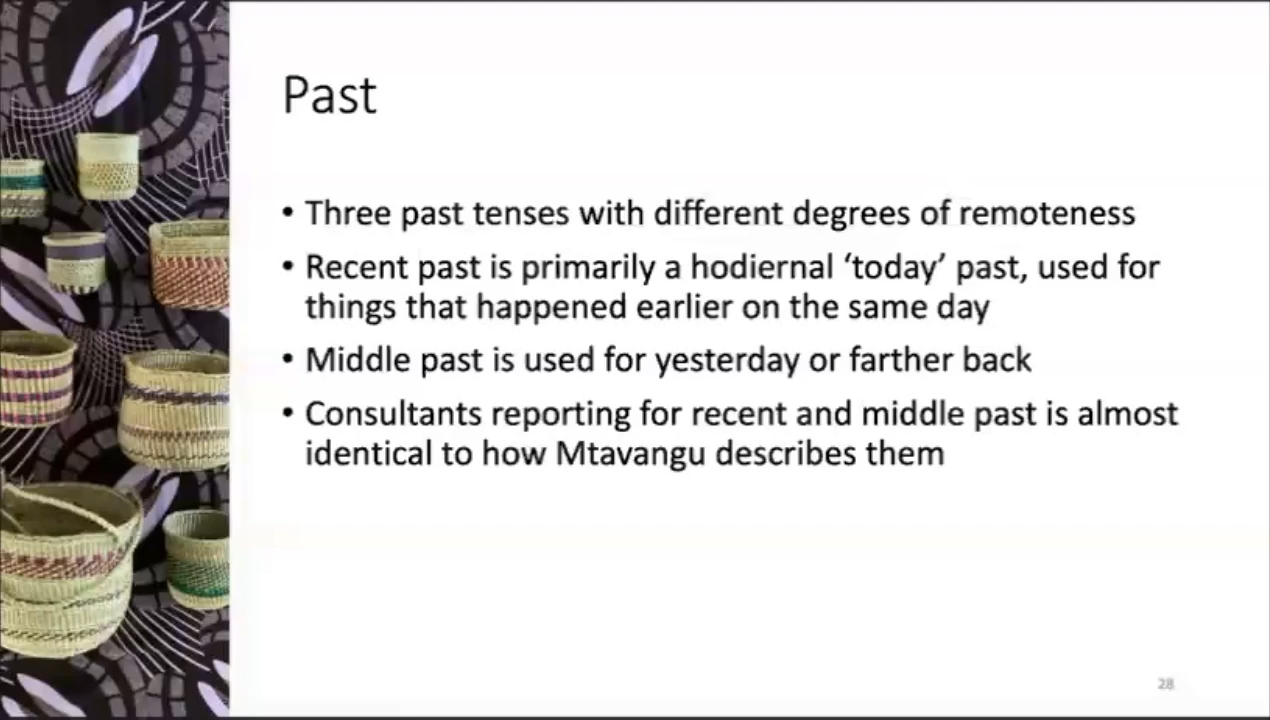 Past
• Three past tenses with different degrees of remoteness
• Recent past is primarily a hodiernal ‘today’ past, used for
things that happened earlier on the same day
• Middle past is used for yesterday or farther back
• Consultants reporting for recent and middle past is almost
identical to how Mtavangu describes them
28